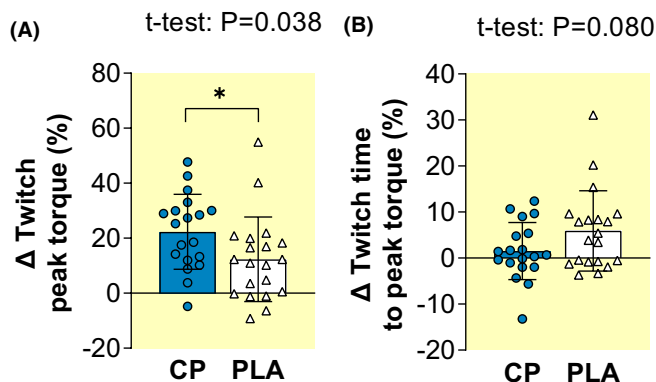 (A)
t-test: P=0.038
Δ Twitch
peak torque (%)
80
60
40
20
0
-20
*
CP
PLA
(B)
t-test: P=0.080
Δ Twitch time
to peak torque (%)
40
30
20
10
0
-10
-20
CP
PLA